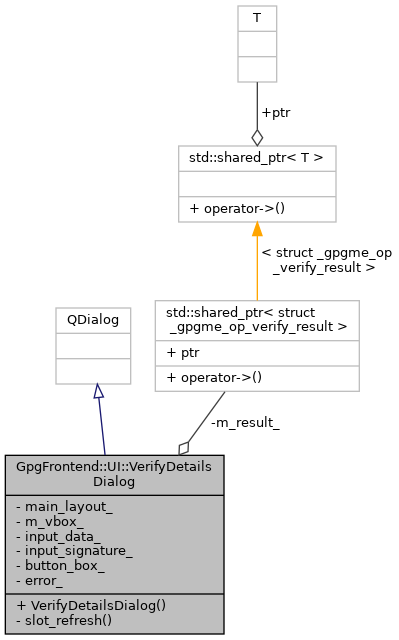 T
+ptr
std::shared_ptr< T >
+ operator->()
< struct _gpgme_op
_verify_result >
std::shared_ptr< struct
_gpgme_op_verify_result >
+ ptr
+ operator->()
QDialog
-m_result_
GpgFrontend::UI::VerifyDetails
Dialog
- main_layout_
- m_vbox_
- input_data_
- input_signature_
- button_box_
- error_
+ VerifyDetailsDialog()
- slot_refresh()